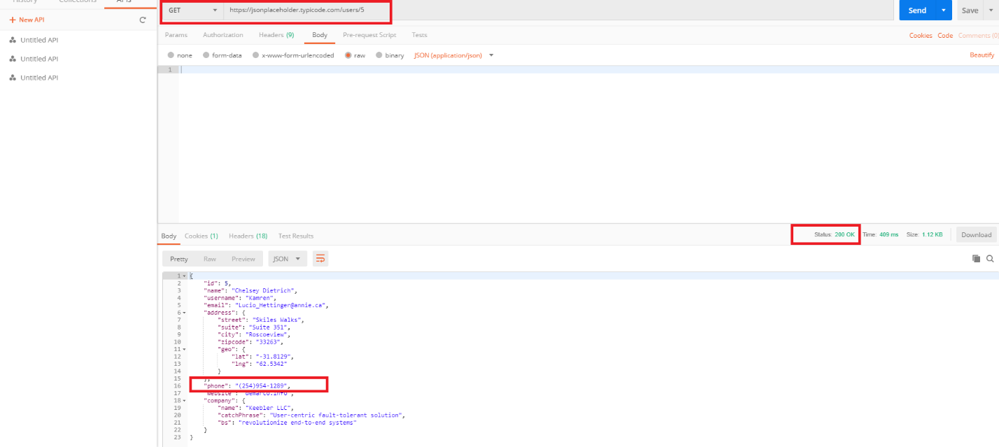 History Collections APIs
GET https://jsonplaceholder.typicode.com/users/5 Send Save
+ New API
Params Authorization Headers (9) Body Pre-request Script Tests Cookies Code Comments (0)
Untitled API
none form-data x-www-form-urlencoded raw binary JSON (application/json) Beautify
Untitled API
1
Untitled API
Body Cookies (1) Headers (18) Test Results Status: 200 OK Time: 409 ms Size: 1.12 KB Download
Pretty Raw Preview JSON
1 {
2 "id": 5,
3 "name": "Chelsey Dietrich",
4 "username": "Kamren",
5 "email": "Lucio_Hettinger@annie.ca",
6 "address": {
7 "street": "Skiles Walks",
8 "suite": "Suite 351",
9 "city": "Roscoeview",
10 "zipcode": "33263",
11 "geo": {
12 "lat": "-31.8129",
13 "lng": "62.5342"
14 }
15 },
16 "phone": "(254)954-1289",
17 "website": "demarco.info",
18 "company": {
19 "name": "Keebler LLC",
20 "catchPhrase": "User-centric fault-tolerant solution",
21 "bs": "revolutionize end-to-end systems"
22 }
23 }